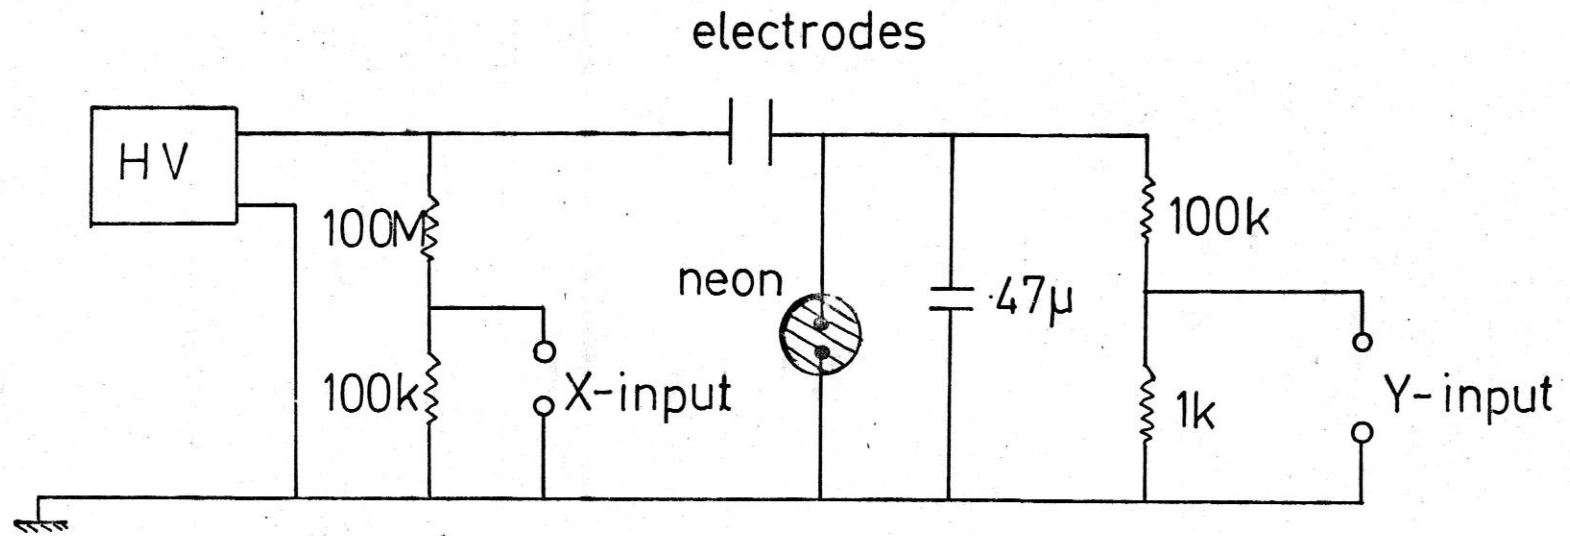 electrodes
HV
100M
100k
X-input
neon
·47µ
100k
1k
Y-input